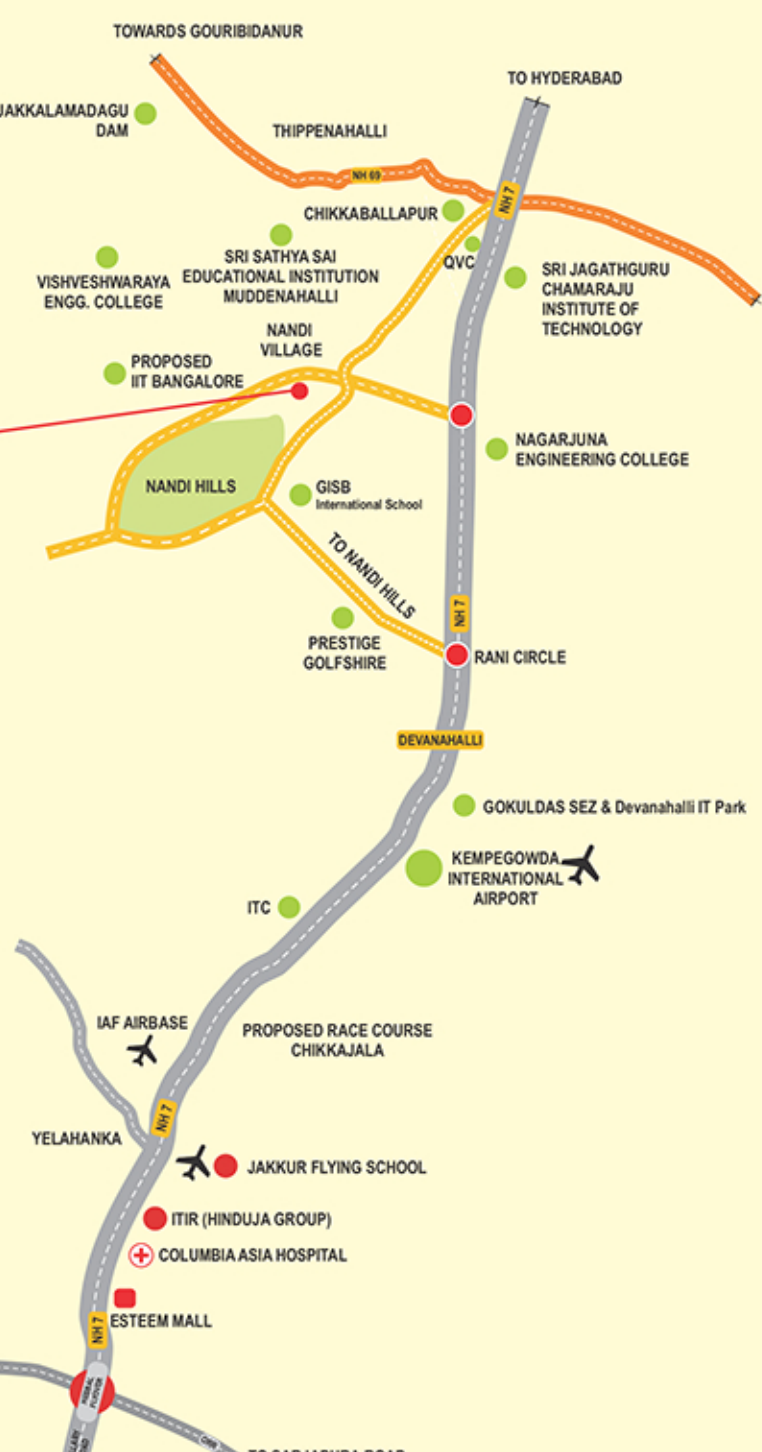 TOWARDS GOURIBIDANUR
TO HYDERABAD
JAKKALAMADAGU
DAM
THIPPENAHALLI
NH 69
NH 7
CHIKKABALLAPUR
QVC
SRI SATHYA SAI
EDUCATIONAL INSTITUTION
MUDDENAHALLI
VISHVESHWARAYA
ENGG. COLLEGE
SRI JAGATHGURU
CHAMARAJU
INSTITUTE OF
TECHNOLOGY
NANDI
VILLAGE
PROPOSED
IIT BANGALORE
NAGARJUNA
ENGINEERING COLLEGE
NANDI HILLS
GISB
International School
TO NANDI HILLS
NH 7
PRESTIGE
GOLFSHIRE
RANI CIRCLE
DEVANAHALLI
GOKULDAS SEZ & Devanahalli IT Park
KEMPEGOWDA
INTERNATIONAL
AIRPORT
ITC
IAF AIRBASE
PROPOSED RACE COURSE
CHIKKAJALA
NH 7
YELAHANKA
JAKKUR FLYING SCHOOL
ITIR (HINDUJA GROUP)
COLUMBIA ASIA HOSPITAL
ESTEEM MALL
NH 7
FLYOVER